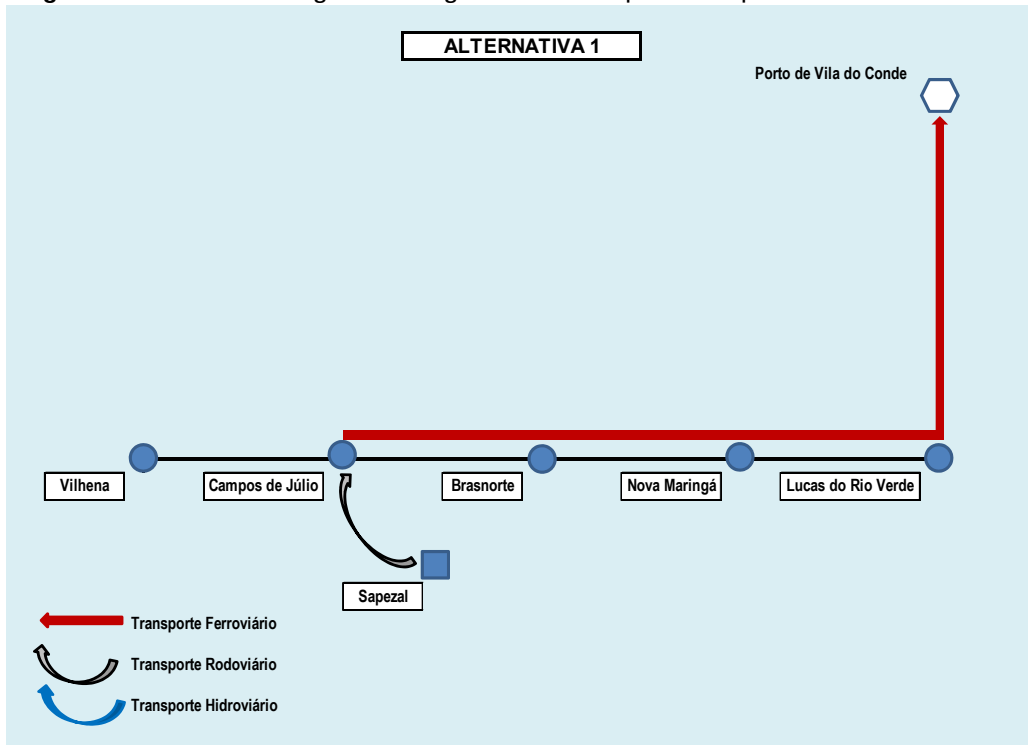 ALTERNATIVA 1
Porto de Vila do Conde
Vilhena
Campos de Júlio
Brasnorte
Nova Maringá
Lucas do Rio Verde
Sapezal
Transporte Ferroviário
Transporte Rodoviário
Transporte Hidroviário